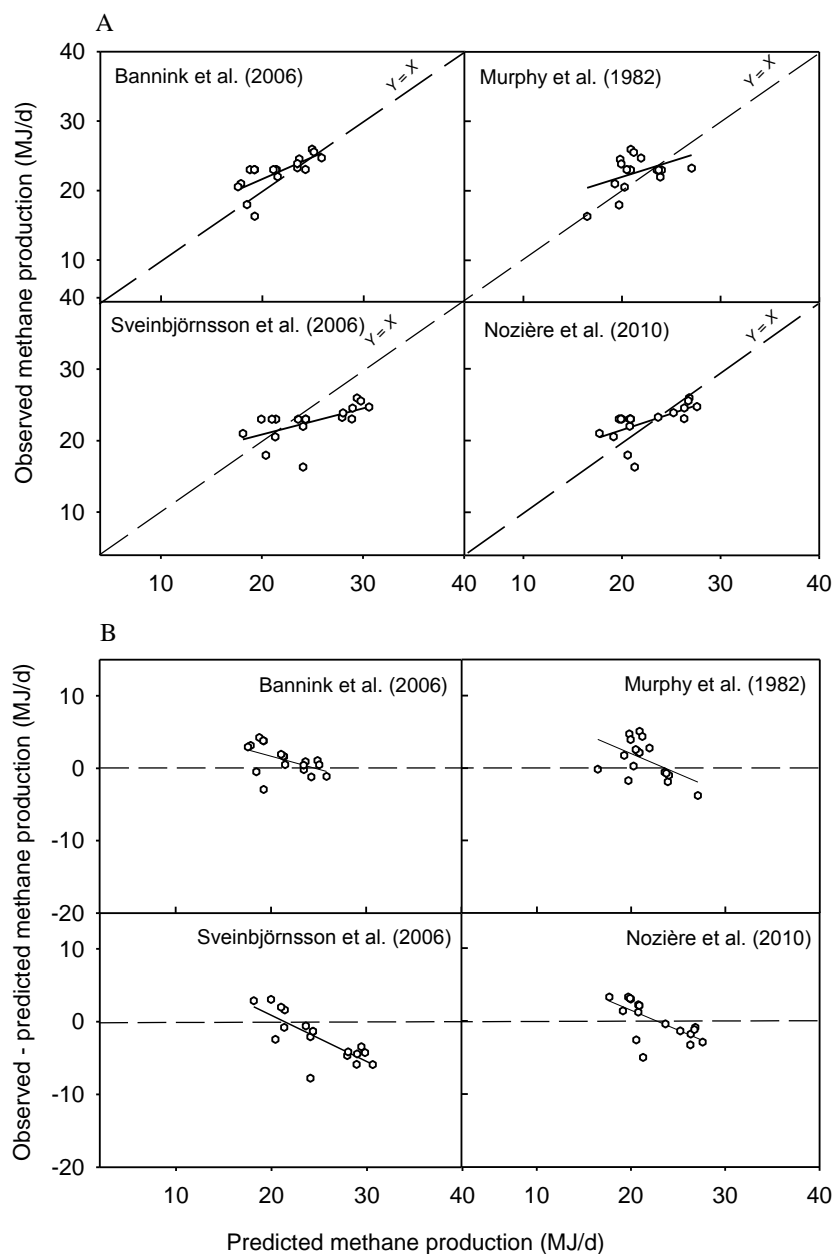 A
Observed methane production (MJ/d)
40
30
20
10
40
30
20
10
Bannink et al. (2006)
Y = X
Murphy et al. (1982)
Y = X
Sveinbjörnsson et al. (2006)
Y = X
Nozière et al. (2010)
Y = X
10 20 30 40 10 20 30 40
B
Observed - predicted methane production (MJ/d)
10
0
-10
-20
10
0
-10
-20
Bannink et al. (2006)
Murphy et al. (1982)
Sveinbjörnsson et al. (2006)
Nozière et al. (2010)
10 20 30 40 10 20 30 40
Predicted methane production (MJ/d)